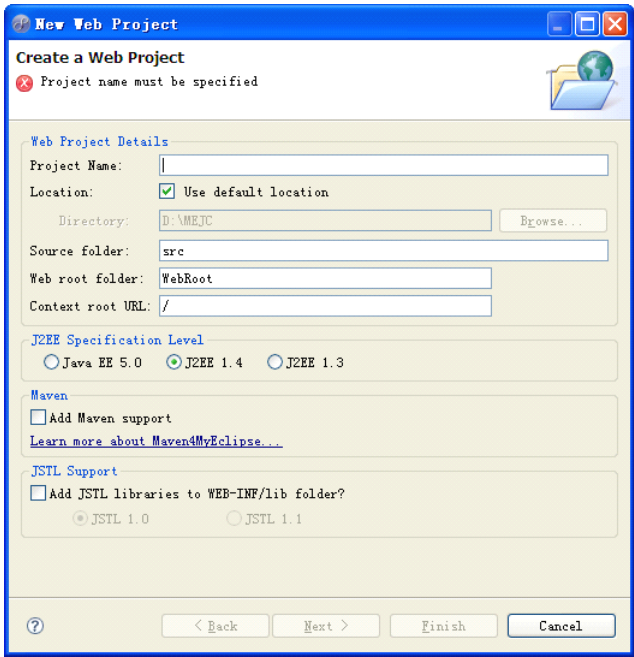 New Web Project
Create a Web Project
Project name must be specified
Web Project Details
Project Name:
Location: Use default location
Directory: D:\MEJC Browse...
Source folder: src
Web root folder: WebRoot
Context root URL: /
J2EE Specification Level
Java EE 5.0 J2EE 1.4 J2EE 1.3
Maven
Add Maven support
Learn more about Maven4MyEclipse...
JSTL Support
Add JSTL libraries to WEB-INF/lib folder?
JSTL 1.0 JSTL 1.1
? < Back Next > Finish Cancel